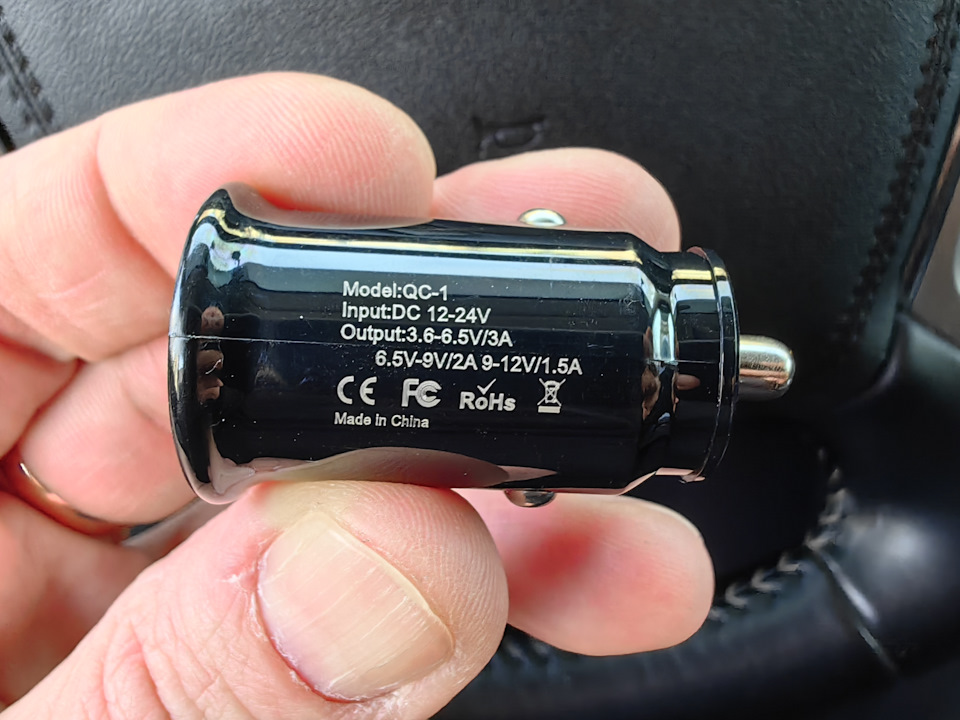 Model:QC-1
Input:DC 12-24V
Output:3.6-6.5V/3A
6.5V-9V/2A 9-12V/1.5A
CE FC RoHS
Made in China